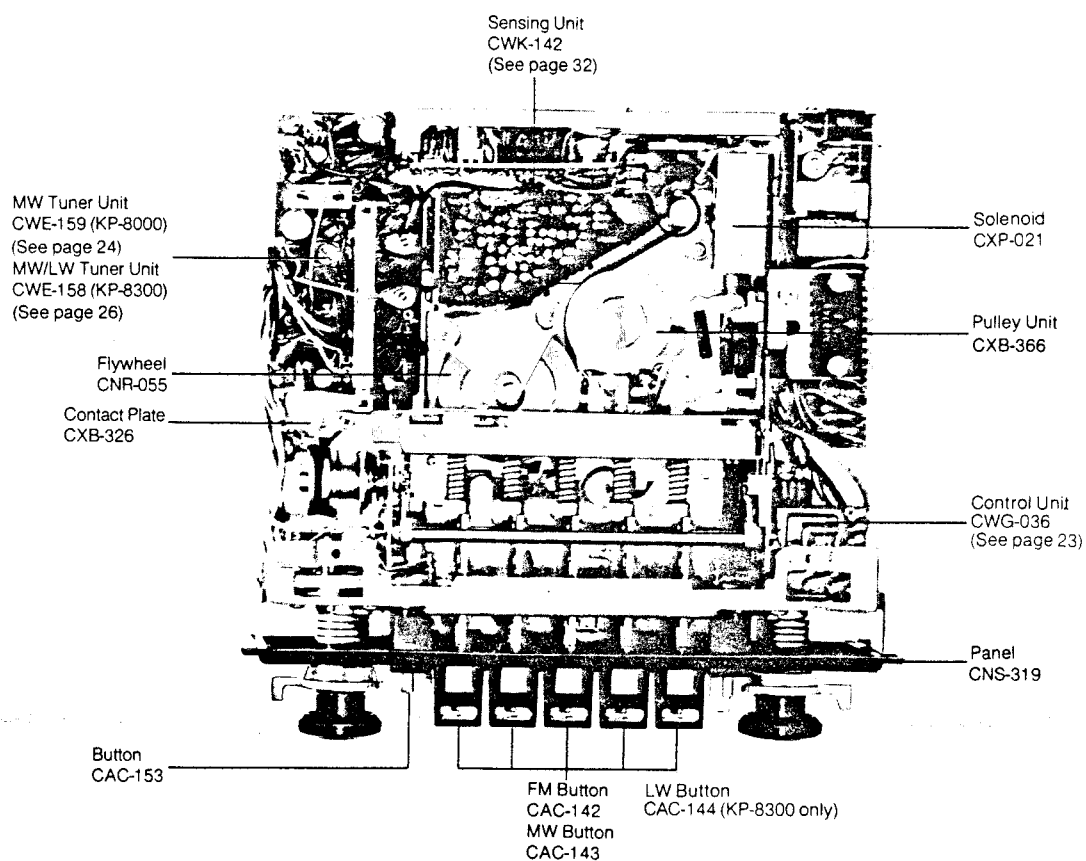 Sensing Unit
CWK-142
(See page 32)
MW Tuner Unit
CWE-159 (KP-8000)
(See page 24)
MW/LW Tuner Unit
CWE-158 (KP-8300)
(See page 26)
Flywheel
CNR-055
Contact Plate
CXB-326
Solenoid
CXP-021
Pulley Unit
CXB-366
Control Unit
CWG-036
(See page 23)
Panel
CNS-319
Button
CAC-153
FM Button
CAC-142
MW Button
CAC-143
LW Button
CAC-144 (KP-8300 only)